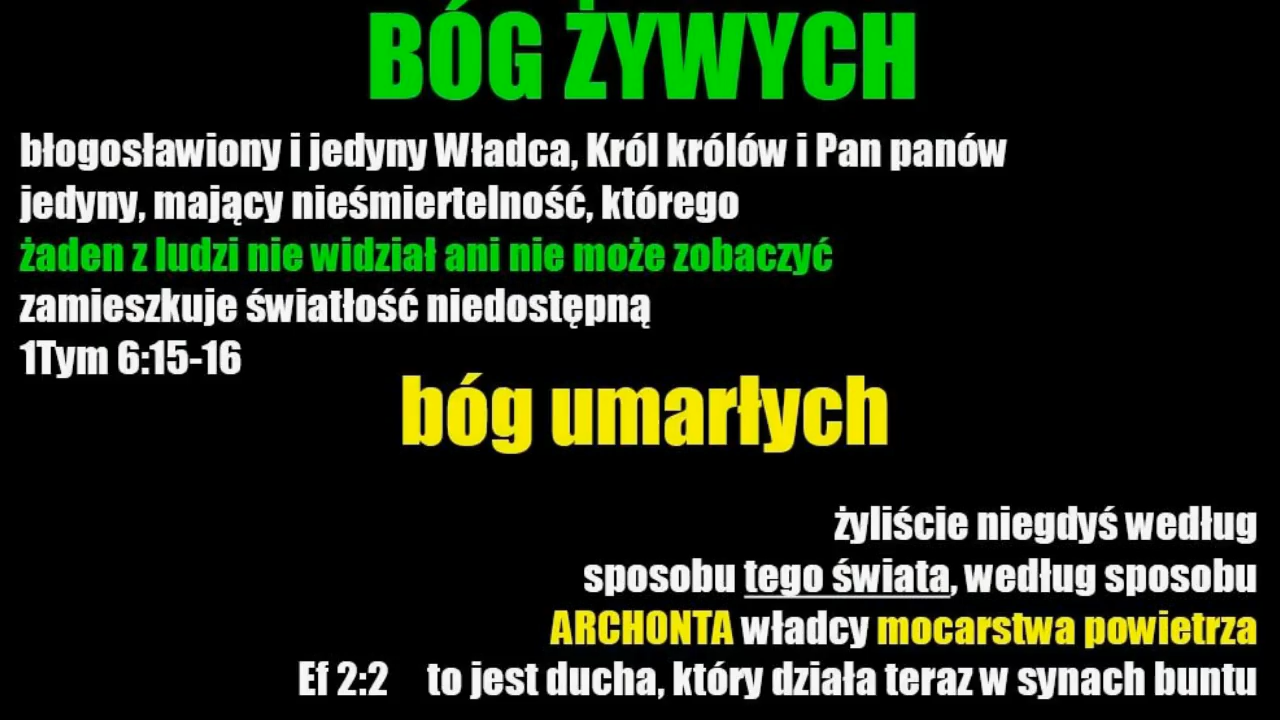 BÓG ŻYWYCH
błogosławiony i jedyny Władca, Król królów i Pan panów
jedyny, mający nieśmiertelność, którego
żaden z ludzi nie widział ani nie może zobaczyć
zamieszkuje światłość niedostępną
1Tym 6:15-16
bóg umarłych
żyliście niegdyś według
sposobu tego świata, według sposobu
ARCHONTA władcy mocarstwa powietrza
Ef 2:2 to jest ducha, który działa teraz w synach buntu